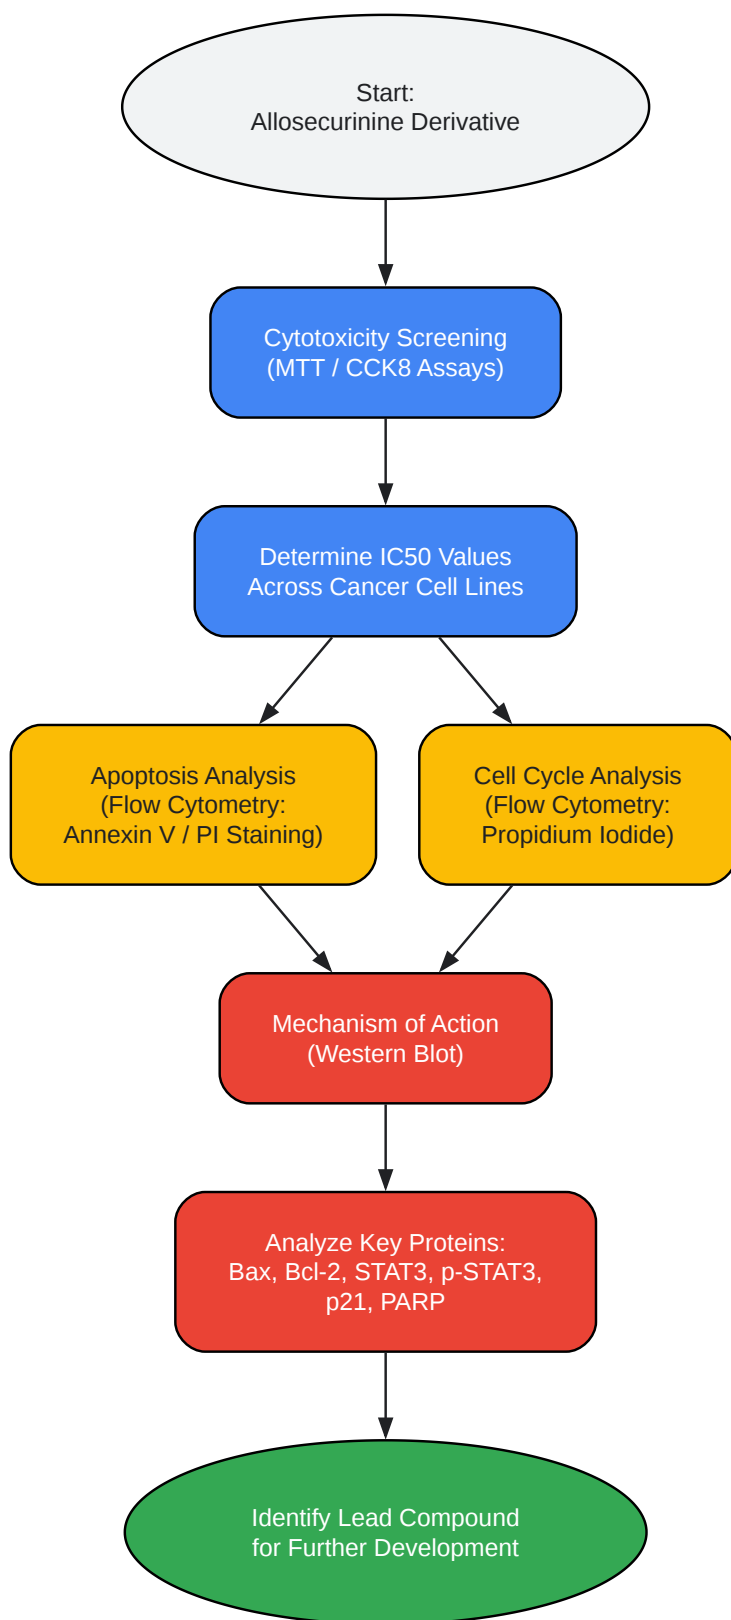 Start:
Allosecurinine Derivative
Cytotoxicity Screening
(MTT / CCK8 Assays)
Determine IC50 Values
Across Cancer Cell Lines
Apoptosis Analysis
(Flow Cytometry:
Annexin V / PI Staining)
Cell Cycle Analysis
(Flow Cytometry:
Propidium Iodide)
Mechanism of Action
(Western Blot)
Analyze Key Proteins:
Bax, Bcl-2, STAT3, p-STAT3,
p21, PARP
Identify Lead Compound
for Further Development